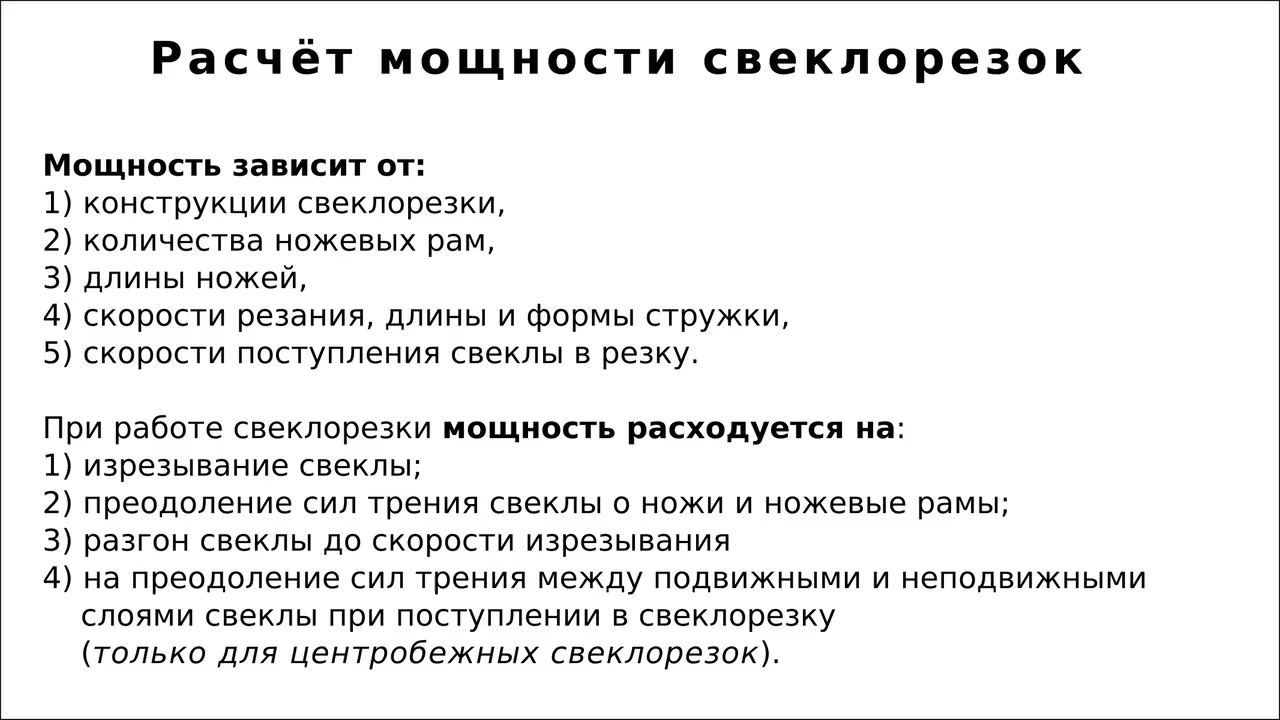 Расчёт мощности свеклорезок
Мощность зависит от:
1) конструкции свеклорезки,
2) количества ножевых рам,
3) длины ножей,
4) скорости резания, длины и формы стружки,
5) скорости поступления свеклы в резку.
При работе свеклорезки мощность расходуется на:
1) изрезывание свеклы;
2) преодоление сил трения свеклы о ножи и ножевые рамы;
3) разгон свеклы до скорости изрезывания
4) на преодоление сил трения между подвижными и неподвижными
слоями свеклы при поступлении в свеклорезку
(только для центробежных свеклорезок).